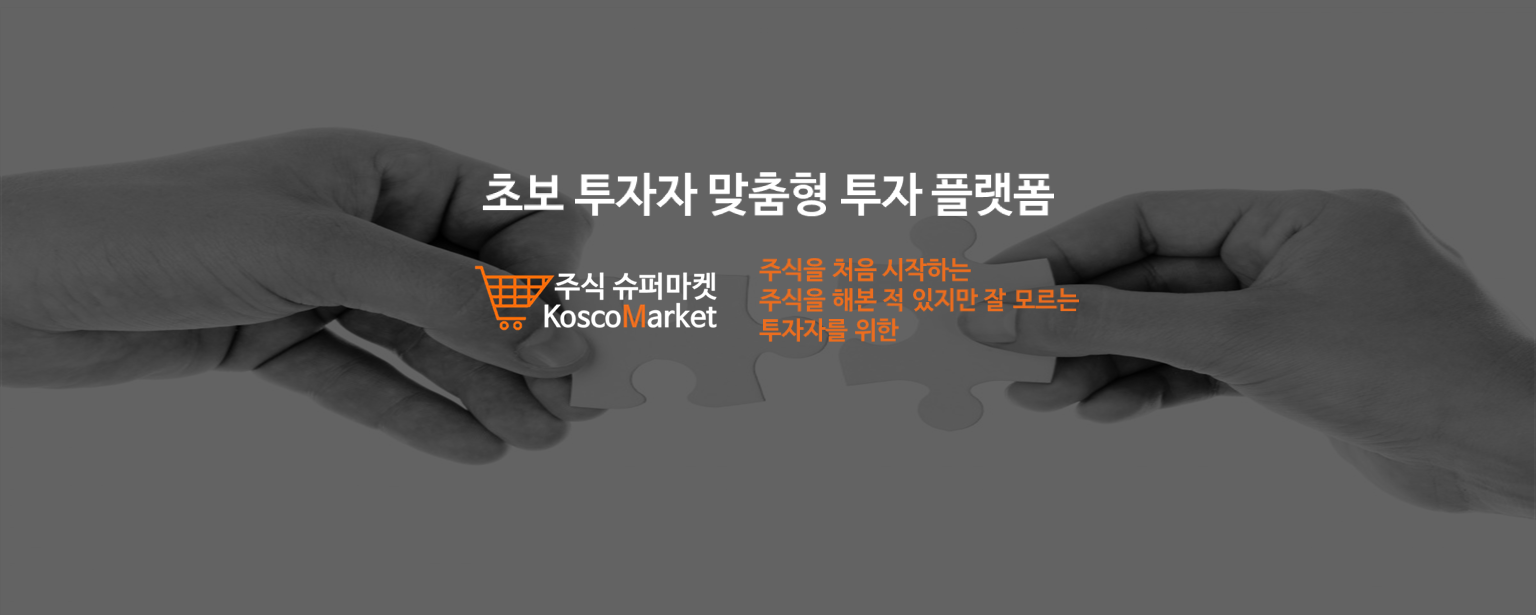 초보 투자자 맞춤형 투자 플랫폼
주식 슈퍼마켓
KoscoMarket
주식을 처음 시작하는
주식을 해본 적 있지만 잘 모르는
투자자를 위한